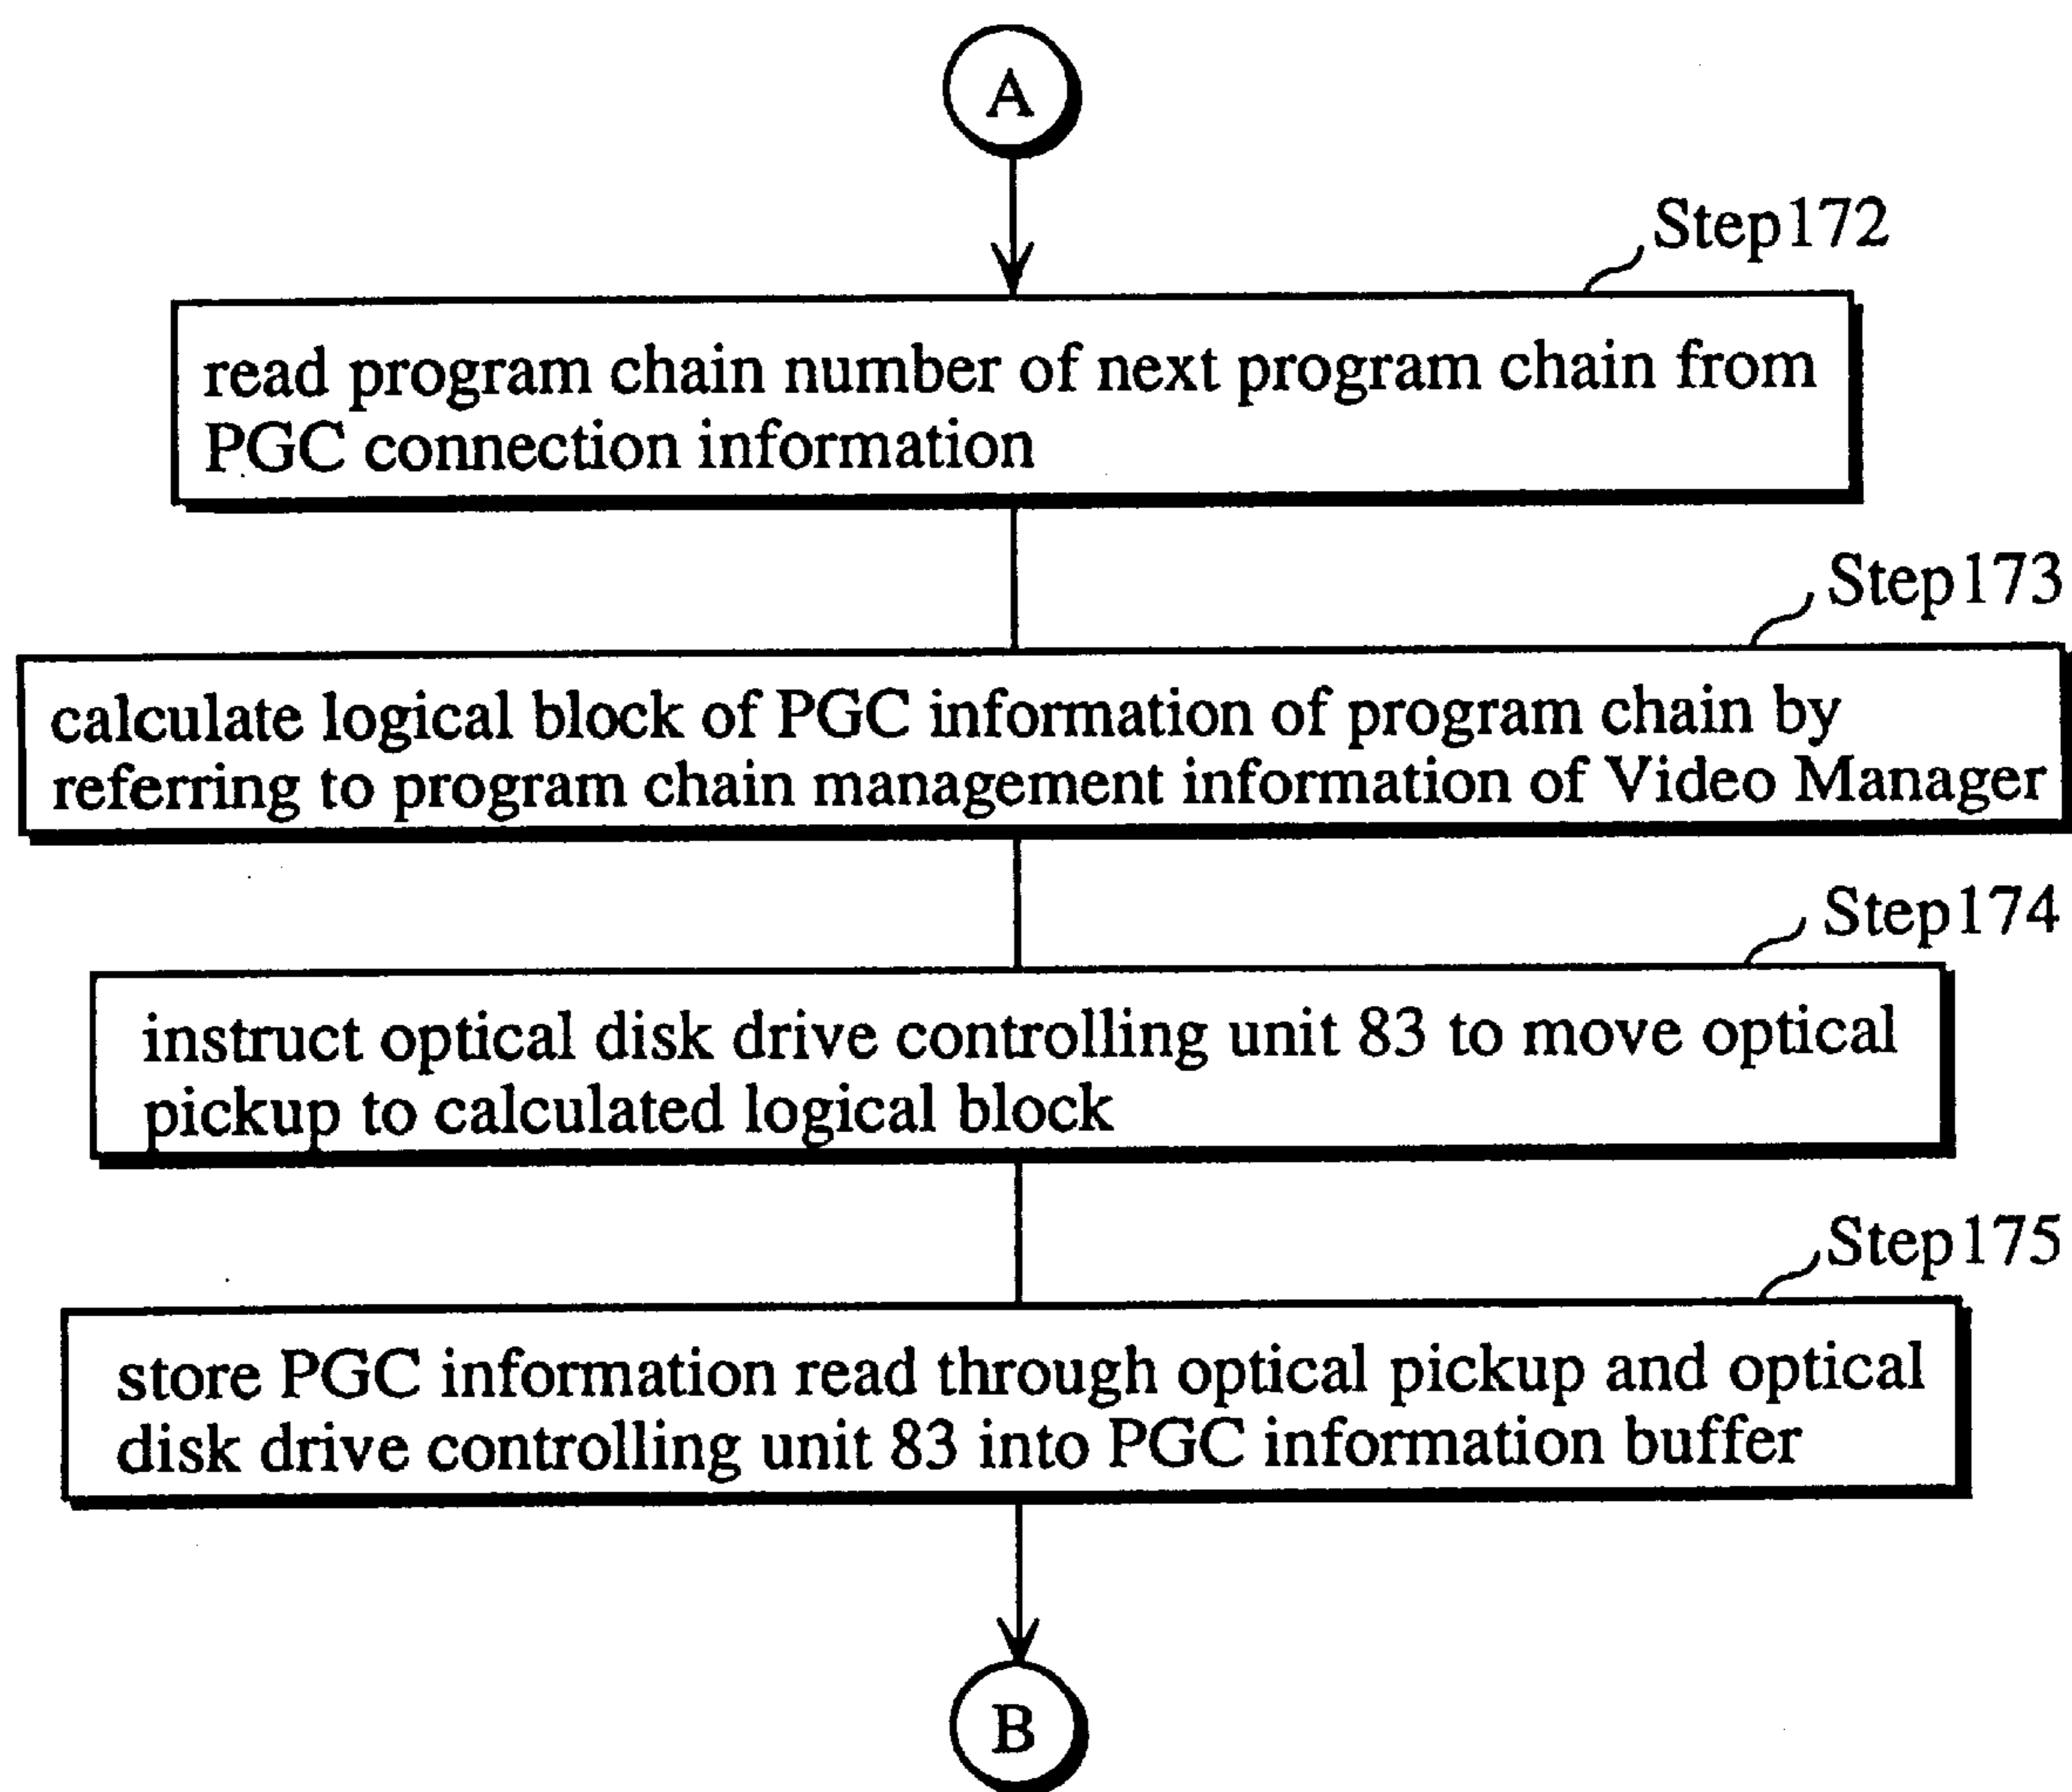 A
Step172
read program chain number of next program chain from
PGC connection information
Step173
calculate logical block of PGC information of program chain by
referring to program chain management information of Video Manager
Step174
instruct optical disk drive controlling unit 83 to move optical
pickup to calculated logical block
Step175
store PGC information read through optical pickup and optical
disk drive controlling unit 83 into PGC information buffer
B